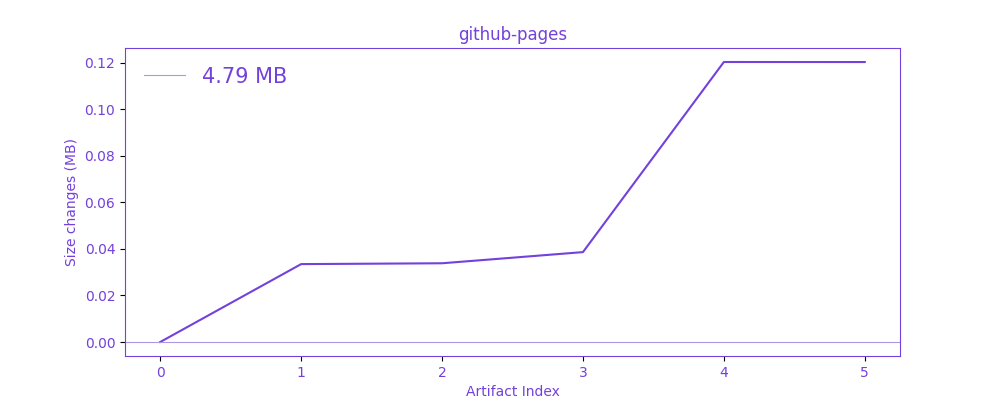 github-pages
4.79 MB
Size changes (MB)
0.12
0.10
0.08
0.06
0.04
0.02
0.00
0 1 2 3 4 5
Artifact Index